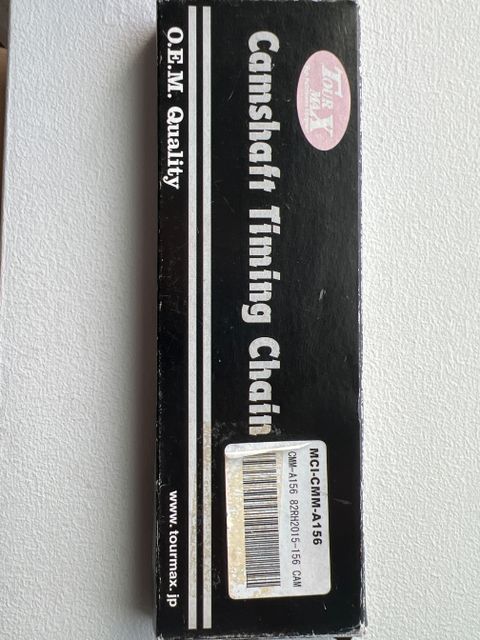 TOUR
MAX
Camshaft Timing Chain
O.E.M. Quality
www.tourmax.jp
MCI-CMM-A156
CMM-A156 82RH2015-156 CAM